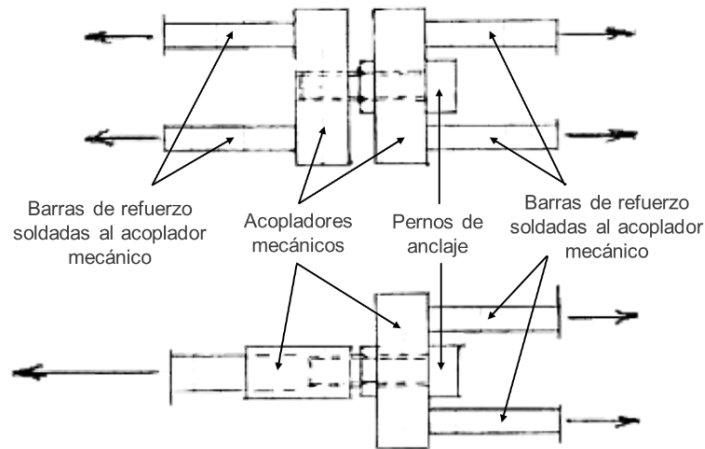 Barras de refuerzo
soldadas al acoplador
mecánico
Acopladores
mecánicos
Pernos de
anclaje
Barras de refuerzo
soldadas al acoplador
mecánico